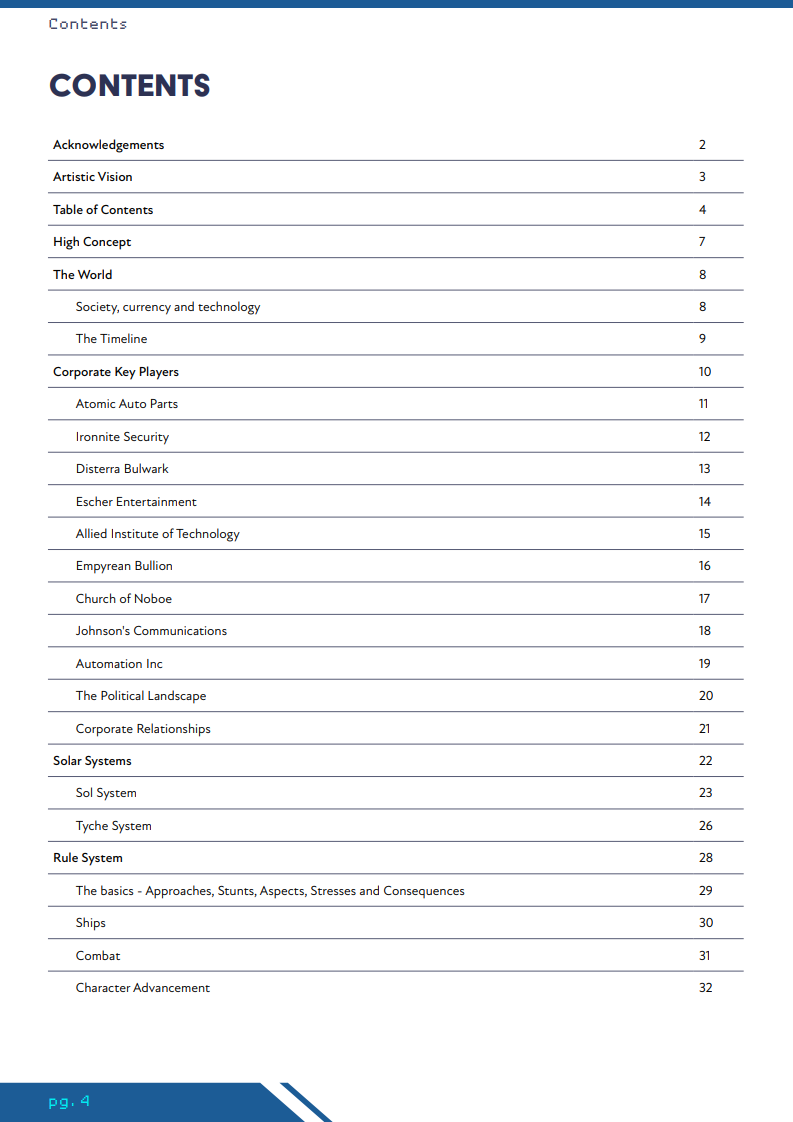 Contents
CONTENTS
Acknowledgements 2
Artistic Vision 3
Table of Contents 4
High Concept 7
The World 8
Society, currency and technology 8
The Timeline 9
Corporate Key Players 10
Atomic Auto Parts 11
Ironnite Security 12
Disterra Bulwark 13
Escher Entertainment 14
Allied Institute of Technology 15
Empyrean Bullion 16
Church of Noboe 17
Johnson's Communications 18
Automation Inc 19
The Political Landscape 20
Corporate Relationships 21
Solar Systems 22
Sol System 23
Tyche System 26
Rule System 28
The basics - Approaches, Stunts, Aspects, Stresses and Consequences 29
Ships 30
Combat 31
Character Advancement 32
pg. 4